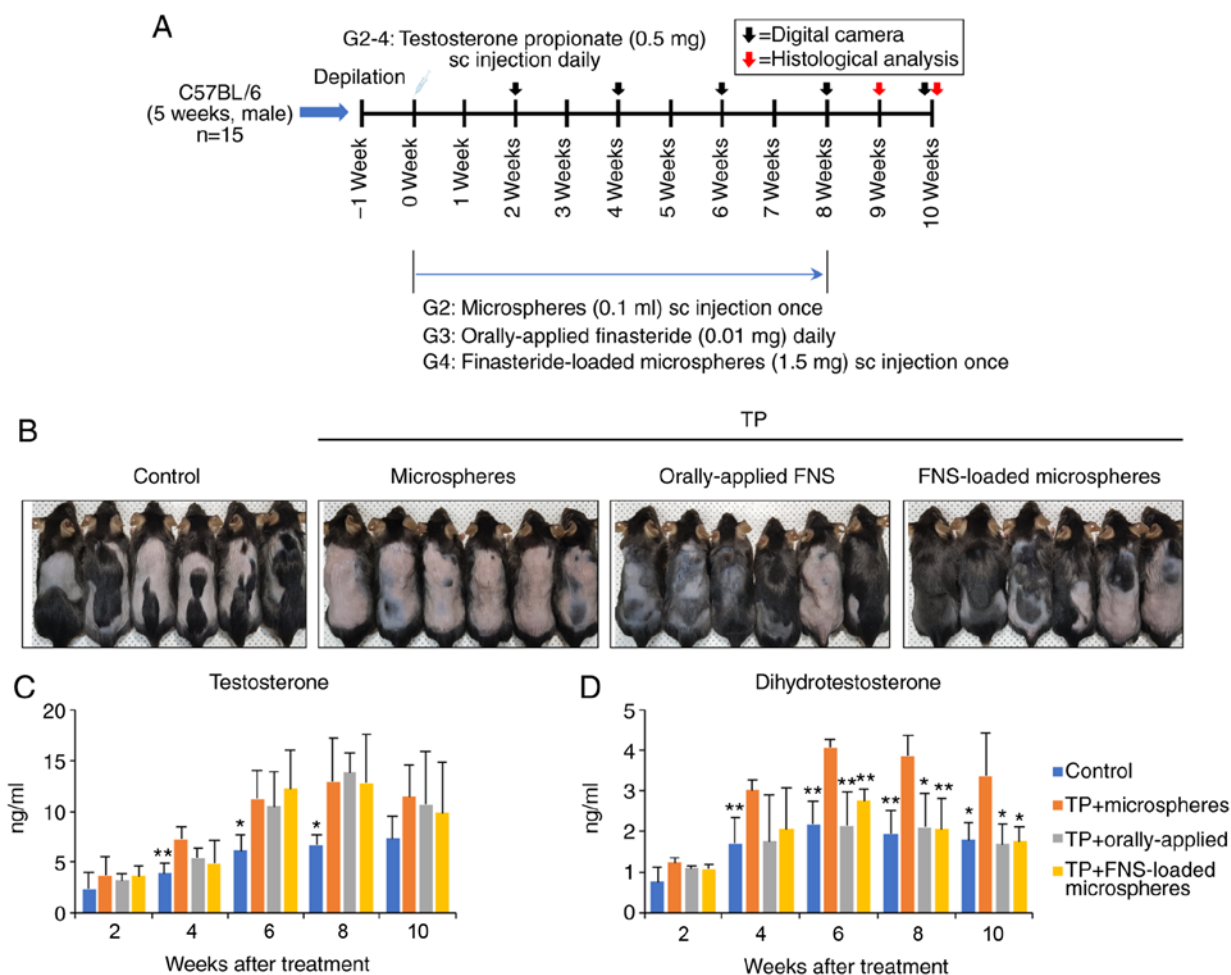 A
G2-4: Testosterone propionate (0.5 mg)
sc injection daily
=Digital camera
=Histological analysis
Depilation
C57BL/6
(5 weeks, male)
n=15
−1 Week
0 Week
1 Week
2 Weeks
3 Weeks
4 Weeks
5 Weeks
6 Weeks
7 Weeks
8 Weeks
9 Weeks
10 Weeks
G2: Microspheres (0.1 ml) sc injection once
G3: Orally-applied finasteride (0.01 mg) daily
G4: Finasteride-loaded microspheres (1.5 mg) sc injection once
B
TP
Control
Microspheres
Orally-applied FNS
FNS-loaded microspheres
C
Testosterone
ng/ml
20
15
10
5
0
**
*
*
2 4 6 8 10
Weeks after treatment
D
Dihydrotestosterone
ng/ml
5
4
3
2
1
0
**
** ** **
** * **
* * *
2 4 6 8 10
Weeks after treatment
Control
TP+microspheres
TP+orally-applied
TP+FNS-loaded
microspheres